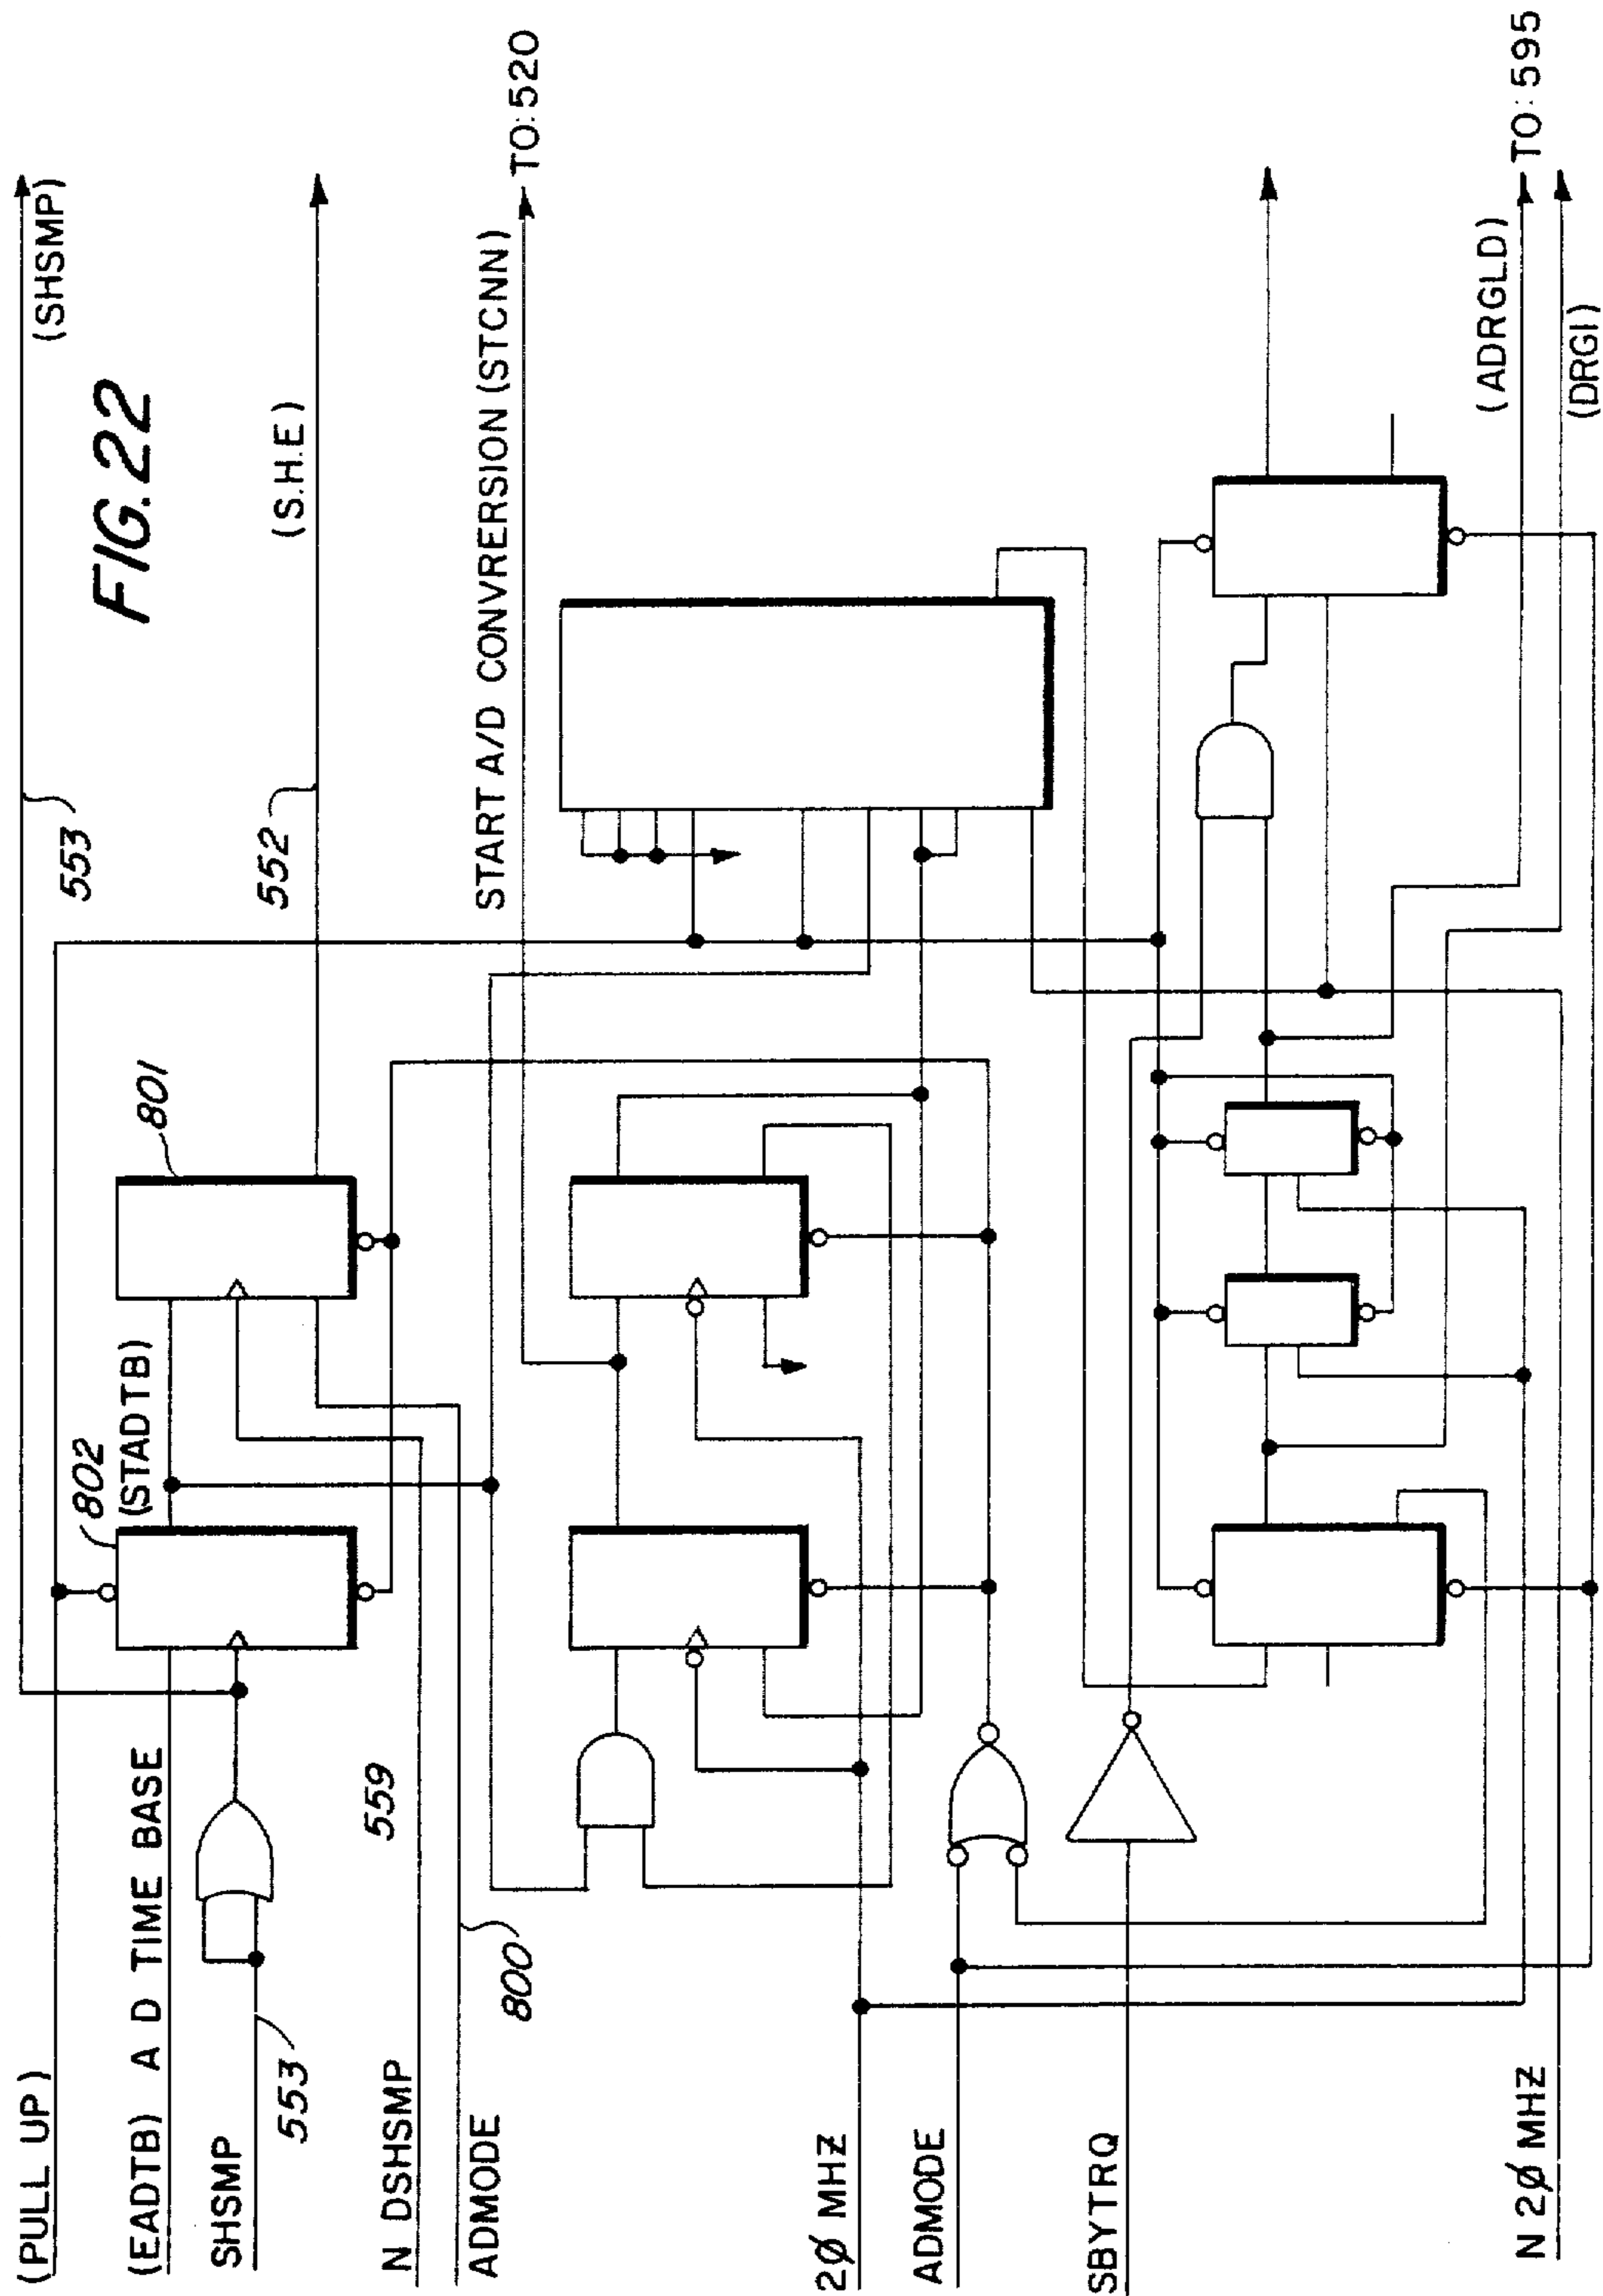 FIG. 22
(PULL UP)
(EADTB) A D TIME BASE
SHSMP
553
N DSHSMP
559
ADMODE
800
802
(STADTB)
801
553
(SHSMP)
552
(S.H.E)
START A/D CONVRERSION (STCNN)
TO: 520
2Ø MHZ
ADMODE
SBYTRQ
N 2Ø MHZ
(ADRGLD)
TO: 595
(DRGI)